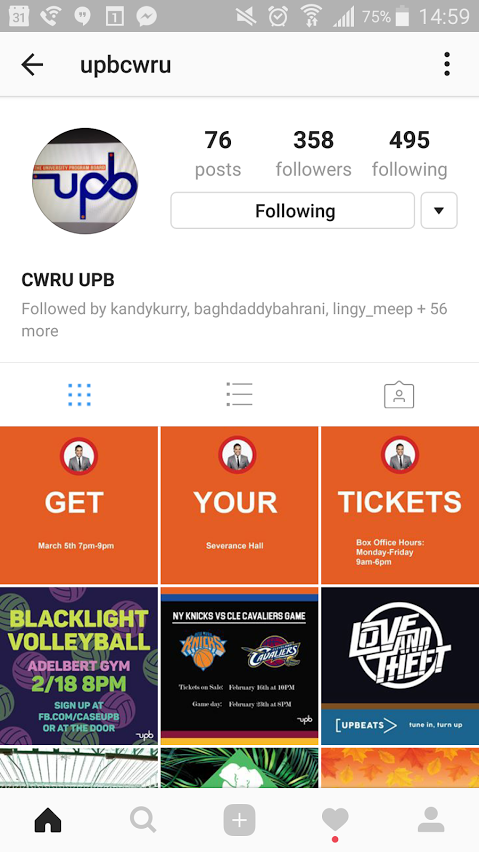 31
1
75%
14:59
upbcwru
76
358
495
posts
followers
following
THE UNIVERSITY PROGRAM BOARD
upb
Following
CWRU UPB
Followed by kandykurry, baghdaddybahrani, lingy_meep + 56
more
GET
March 5th 7pm-9pm
YOUR
Severance Hall
TICKETS
Box Office Hours:
Monday-Friday
9am-6pm
BLACKLIGHT
VOLLEYBALL
ADELBERT GYM
2/18 8PM
SIGN UP AT
FB.COM/CASEUPB
OR AT THE DOOR
upb
NY KNICKS VS CLE CAVALIERS GAME
NEW YORK
KNICKS
CAVALIERS
Tickets on Sale: February 16th at 10PM
Game day: February 23th at 8PM
upb
LOVE
AND
THEFT
[UPBEATS>
tune in, turn up